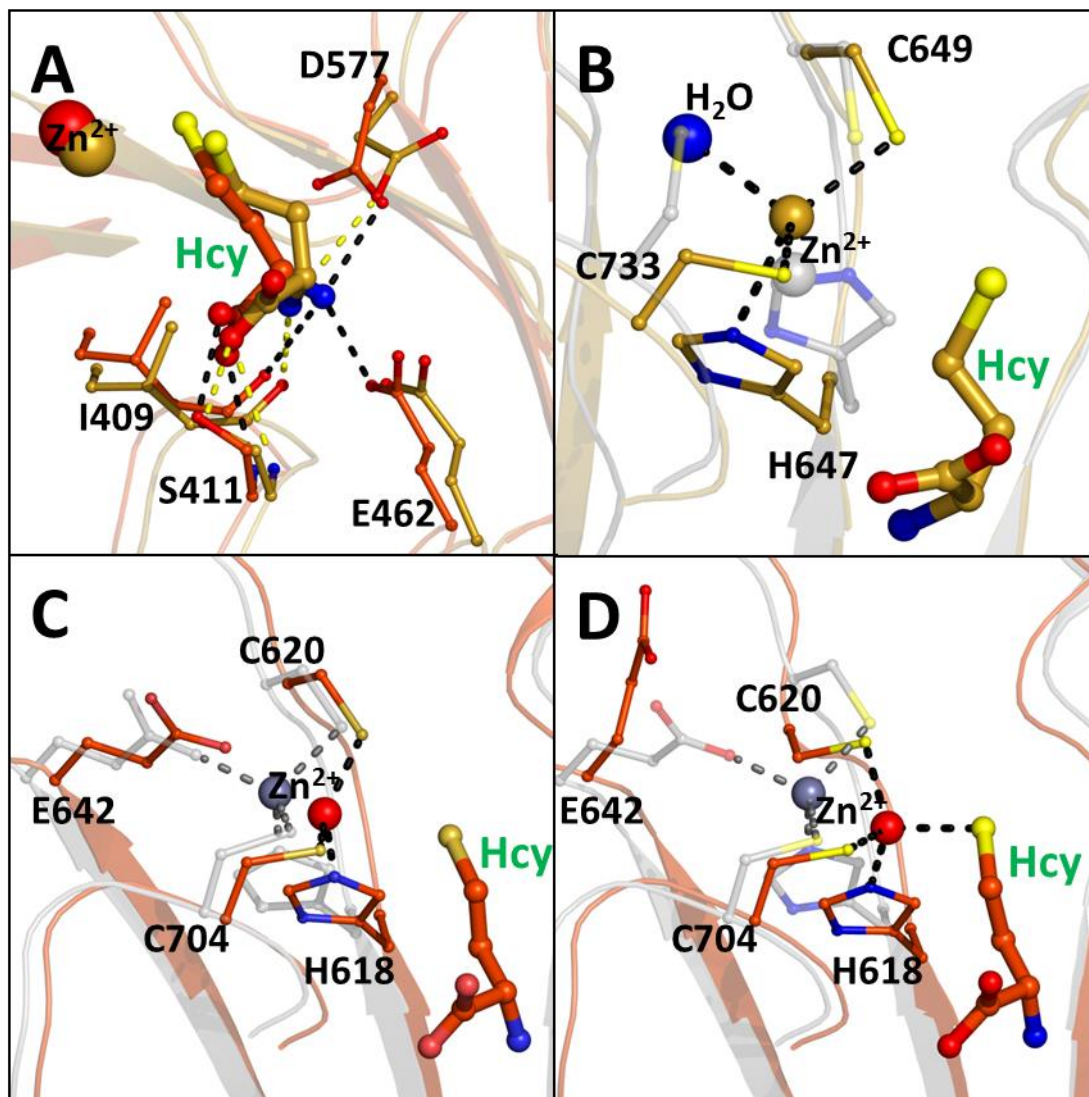 A
D577
Zn²⁺
Hcy
I409
S411
E462
B
C649
H₂O
Zn²⁺
C733
Hcy
H647
C
C620
Zn²⁺
E642
Hcy
C704
H618
D
C620
Zn²⁺
E642
Hcy
C704
H618